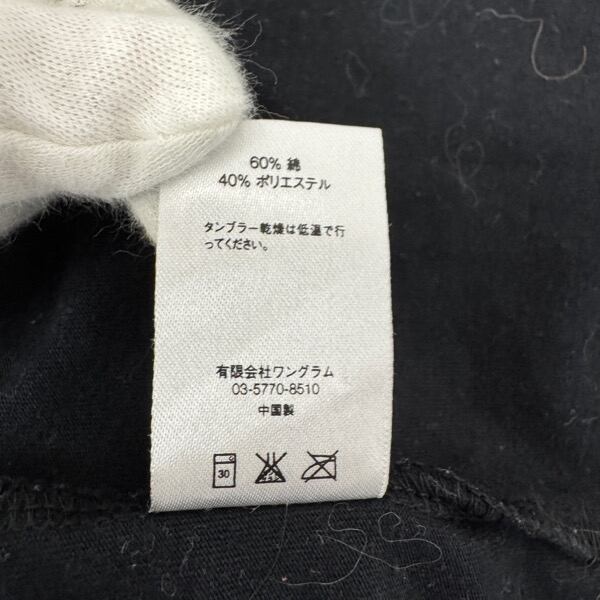 60% 綿
40% ポリエステル
タンブラー乾燥は低温で行
ってください。
有限会社ワングラム
03-5770-8510
中国製
30